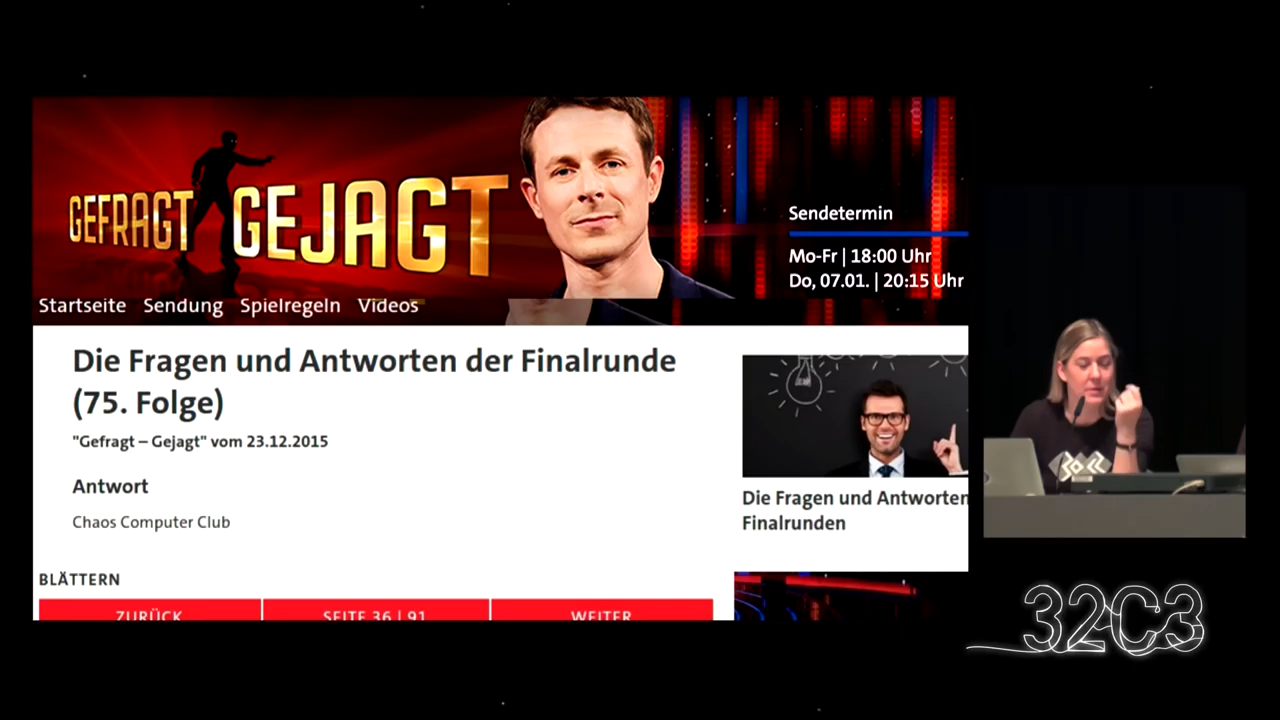 GEFRAGT GEJAGT
Sendetermin
Mo-Fr | 18:00 Uhr
Do, 07.01. | 20:15 Uhr
Startseite Sendung Spielregeln Videos
Die Fragen und Antworten der Finalrunde
(75. Folge)
"Gefragt – Gejagt" vom 23.12.2015
Antwort
Chaos Computer Club
Die Fragen und Antworten
Finalrunden
BLÄTTERN
ZURÜCK SEITE 36 | 91 WEITER
32C3